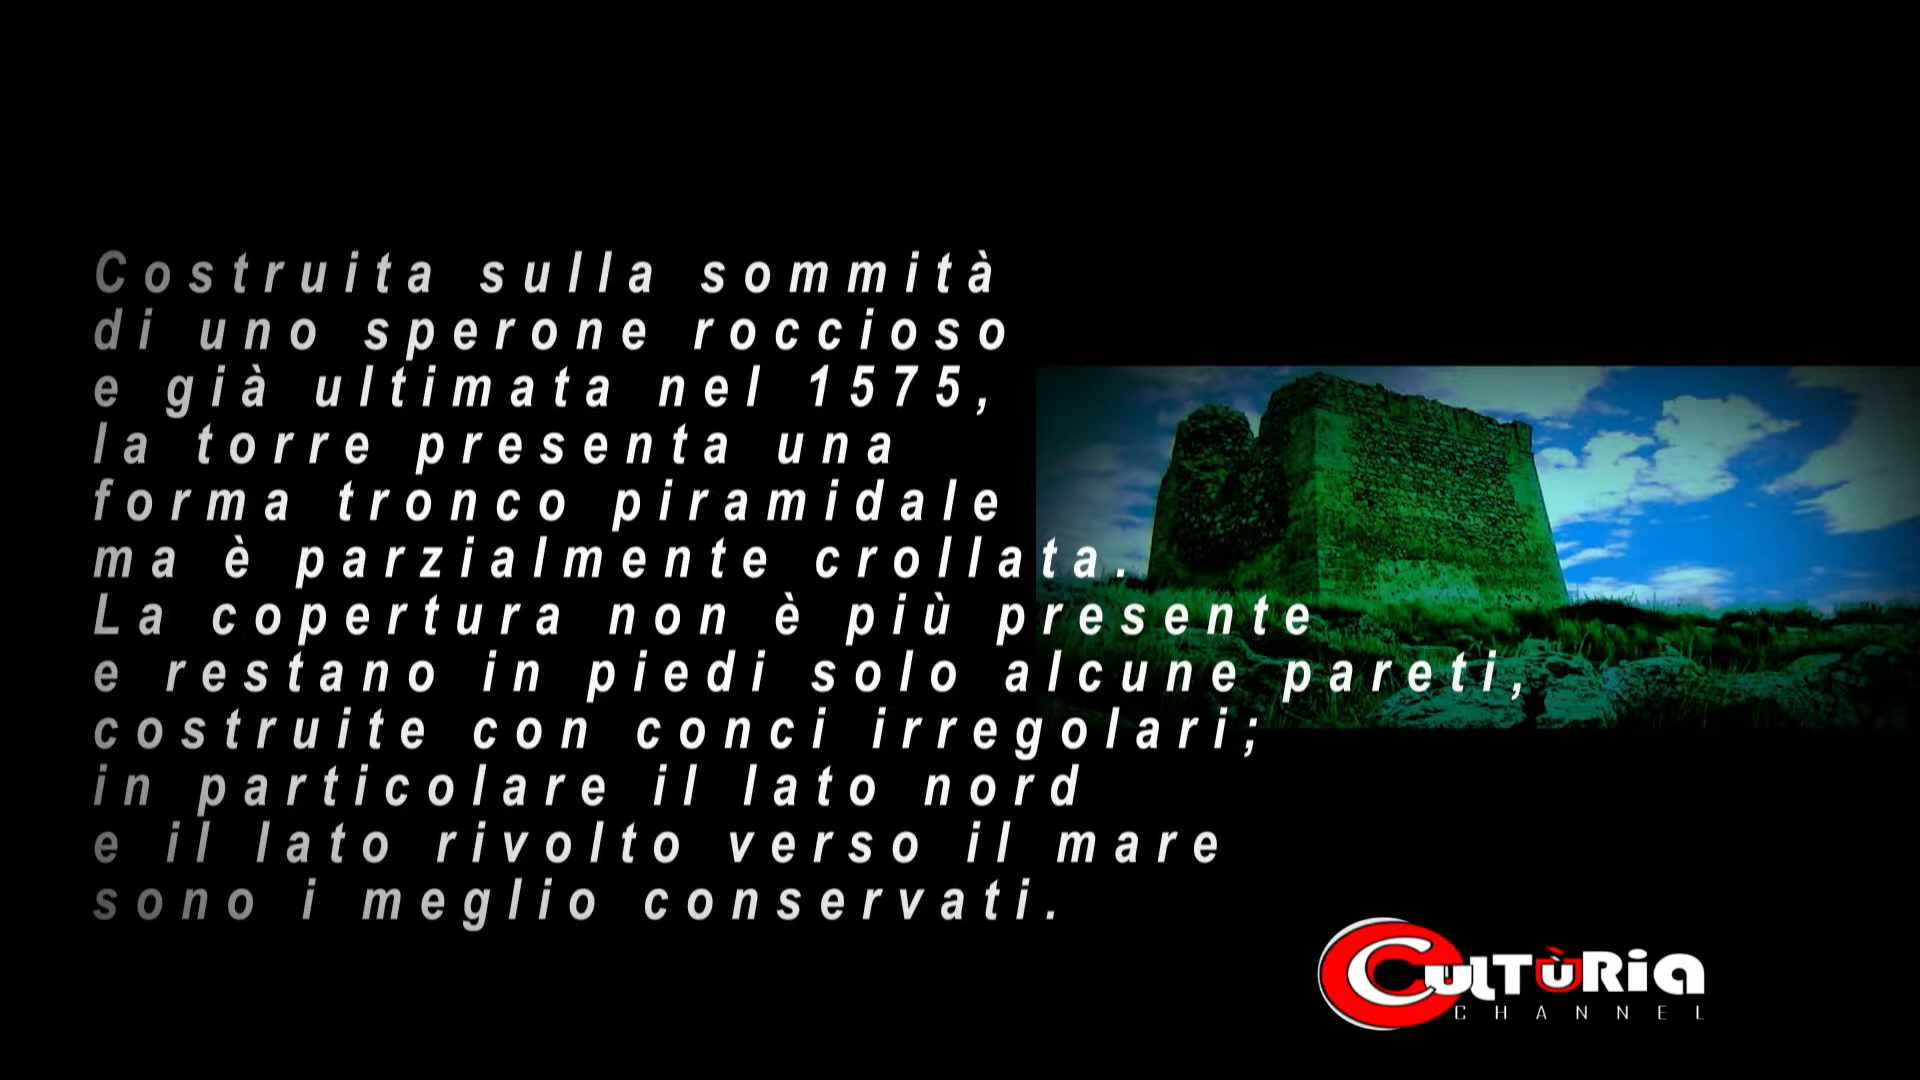 Costruita sulla sommità
di uno sperone roccioso
e già ultimata nel 1575,
la torre presenta una
forma tronco piramidale
ma è parzialmente crollata.
La copertura non è più presente
e restano in piedi solo alcune pareti,
costruite con conci irregolari;
in particolare il lato nord
e il lato rivolto verso il mare
sono i meglio conservati.
CulTùRia
CHANNEL